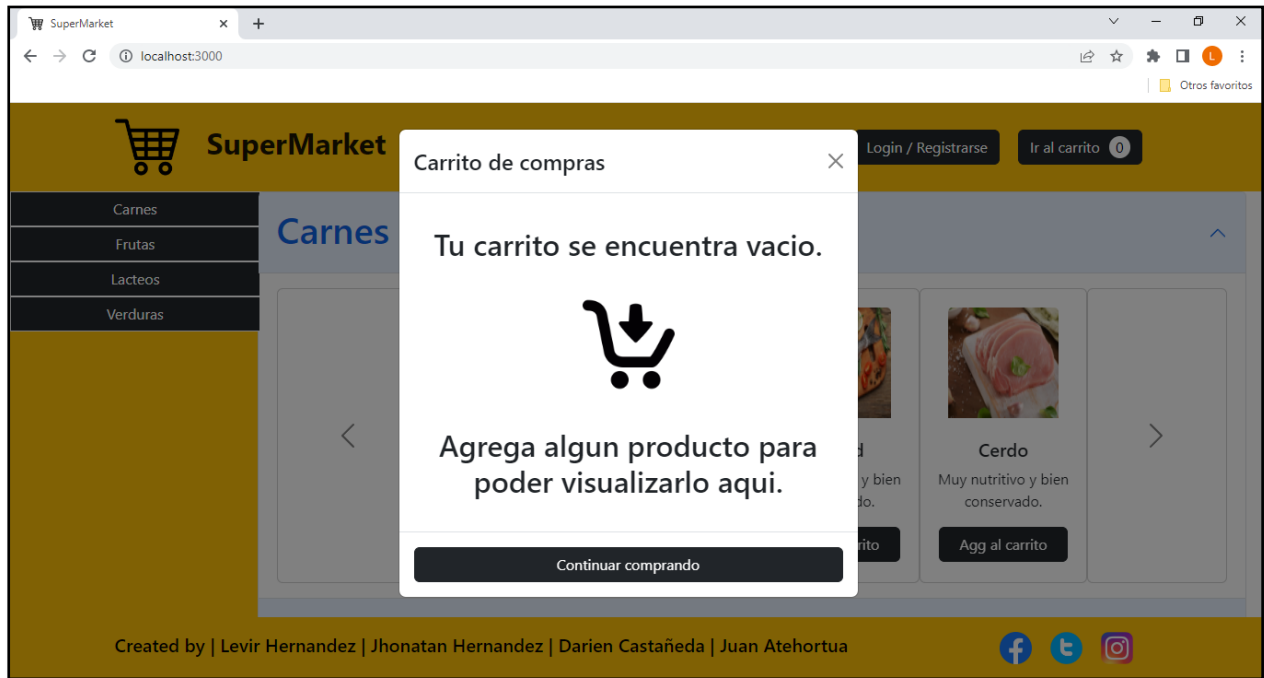 SuperMarket
localhost:3000
L
Otros favoritos
SuperMarket
Login / Registrarse
Ir al carrito 0
Carnes
Frutas
Lacteos
Verduras
Carnes
Carrito de compras
Tu carrito se encuentra vacio.
Agrega algun producto para
poder visualizarlo aqui.
Continuar comprando
y bien
Cerdo
Muy nutritivo y bien
conservado.
Agg al carrito
Created by | Levir Hernandez | Jhonatan Hernandez | Darien Castañeda | Juan Atehortua